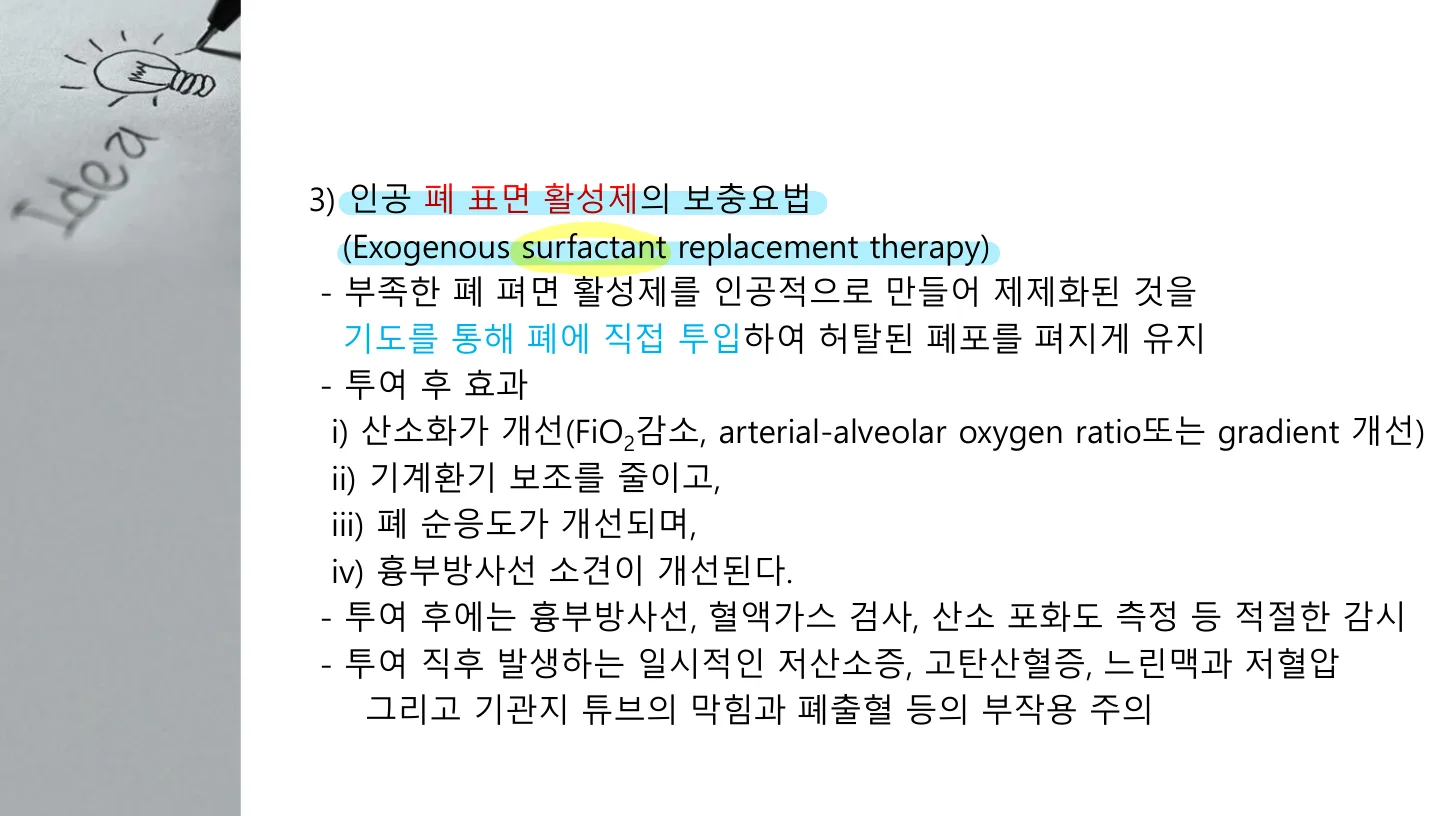 Idea
3) 인공 폐 표면 활성제의 보충요법
(Exogenous surfactant replacement therapy)
- 부족한 폐 펴면 활성제를 인공적으로 만들어 제제화된 것을
기도를 통해 폐에 직접 투입하여 허탈된 폐포를 펴지게 유지
- 투여 후 효과
i) 산소화가 개선(FiO₂감소, arterial-alveolar oxygen ratio또는 gradient 개선)
ii) 기계환기 보조를 줄이고,
iii) 폐 순응도가 개선되며,
iv) 흉부방사선 소견이 개선된다.
- 투여 후에는 흉부방사선, 혈액가스 검사, 산소 포화도 측정 등 적절한 감시
- 투여 직후 발생하는 일시적인 저산소증, 고탄산혈증, 느린맥과 저혈압
그리고 기관지 튜브의 막힘과 폐출혈 등의 부작용 주의